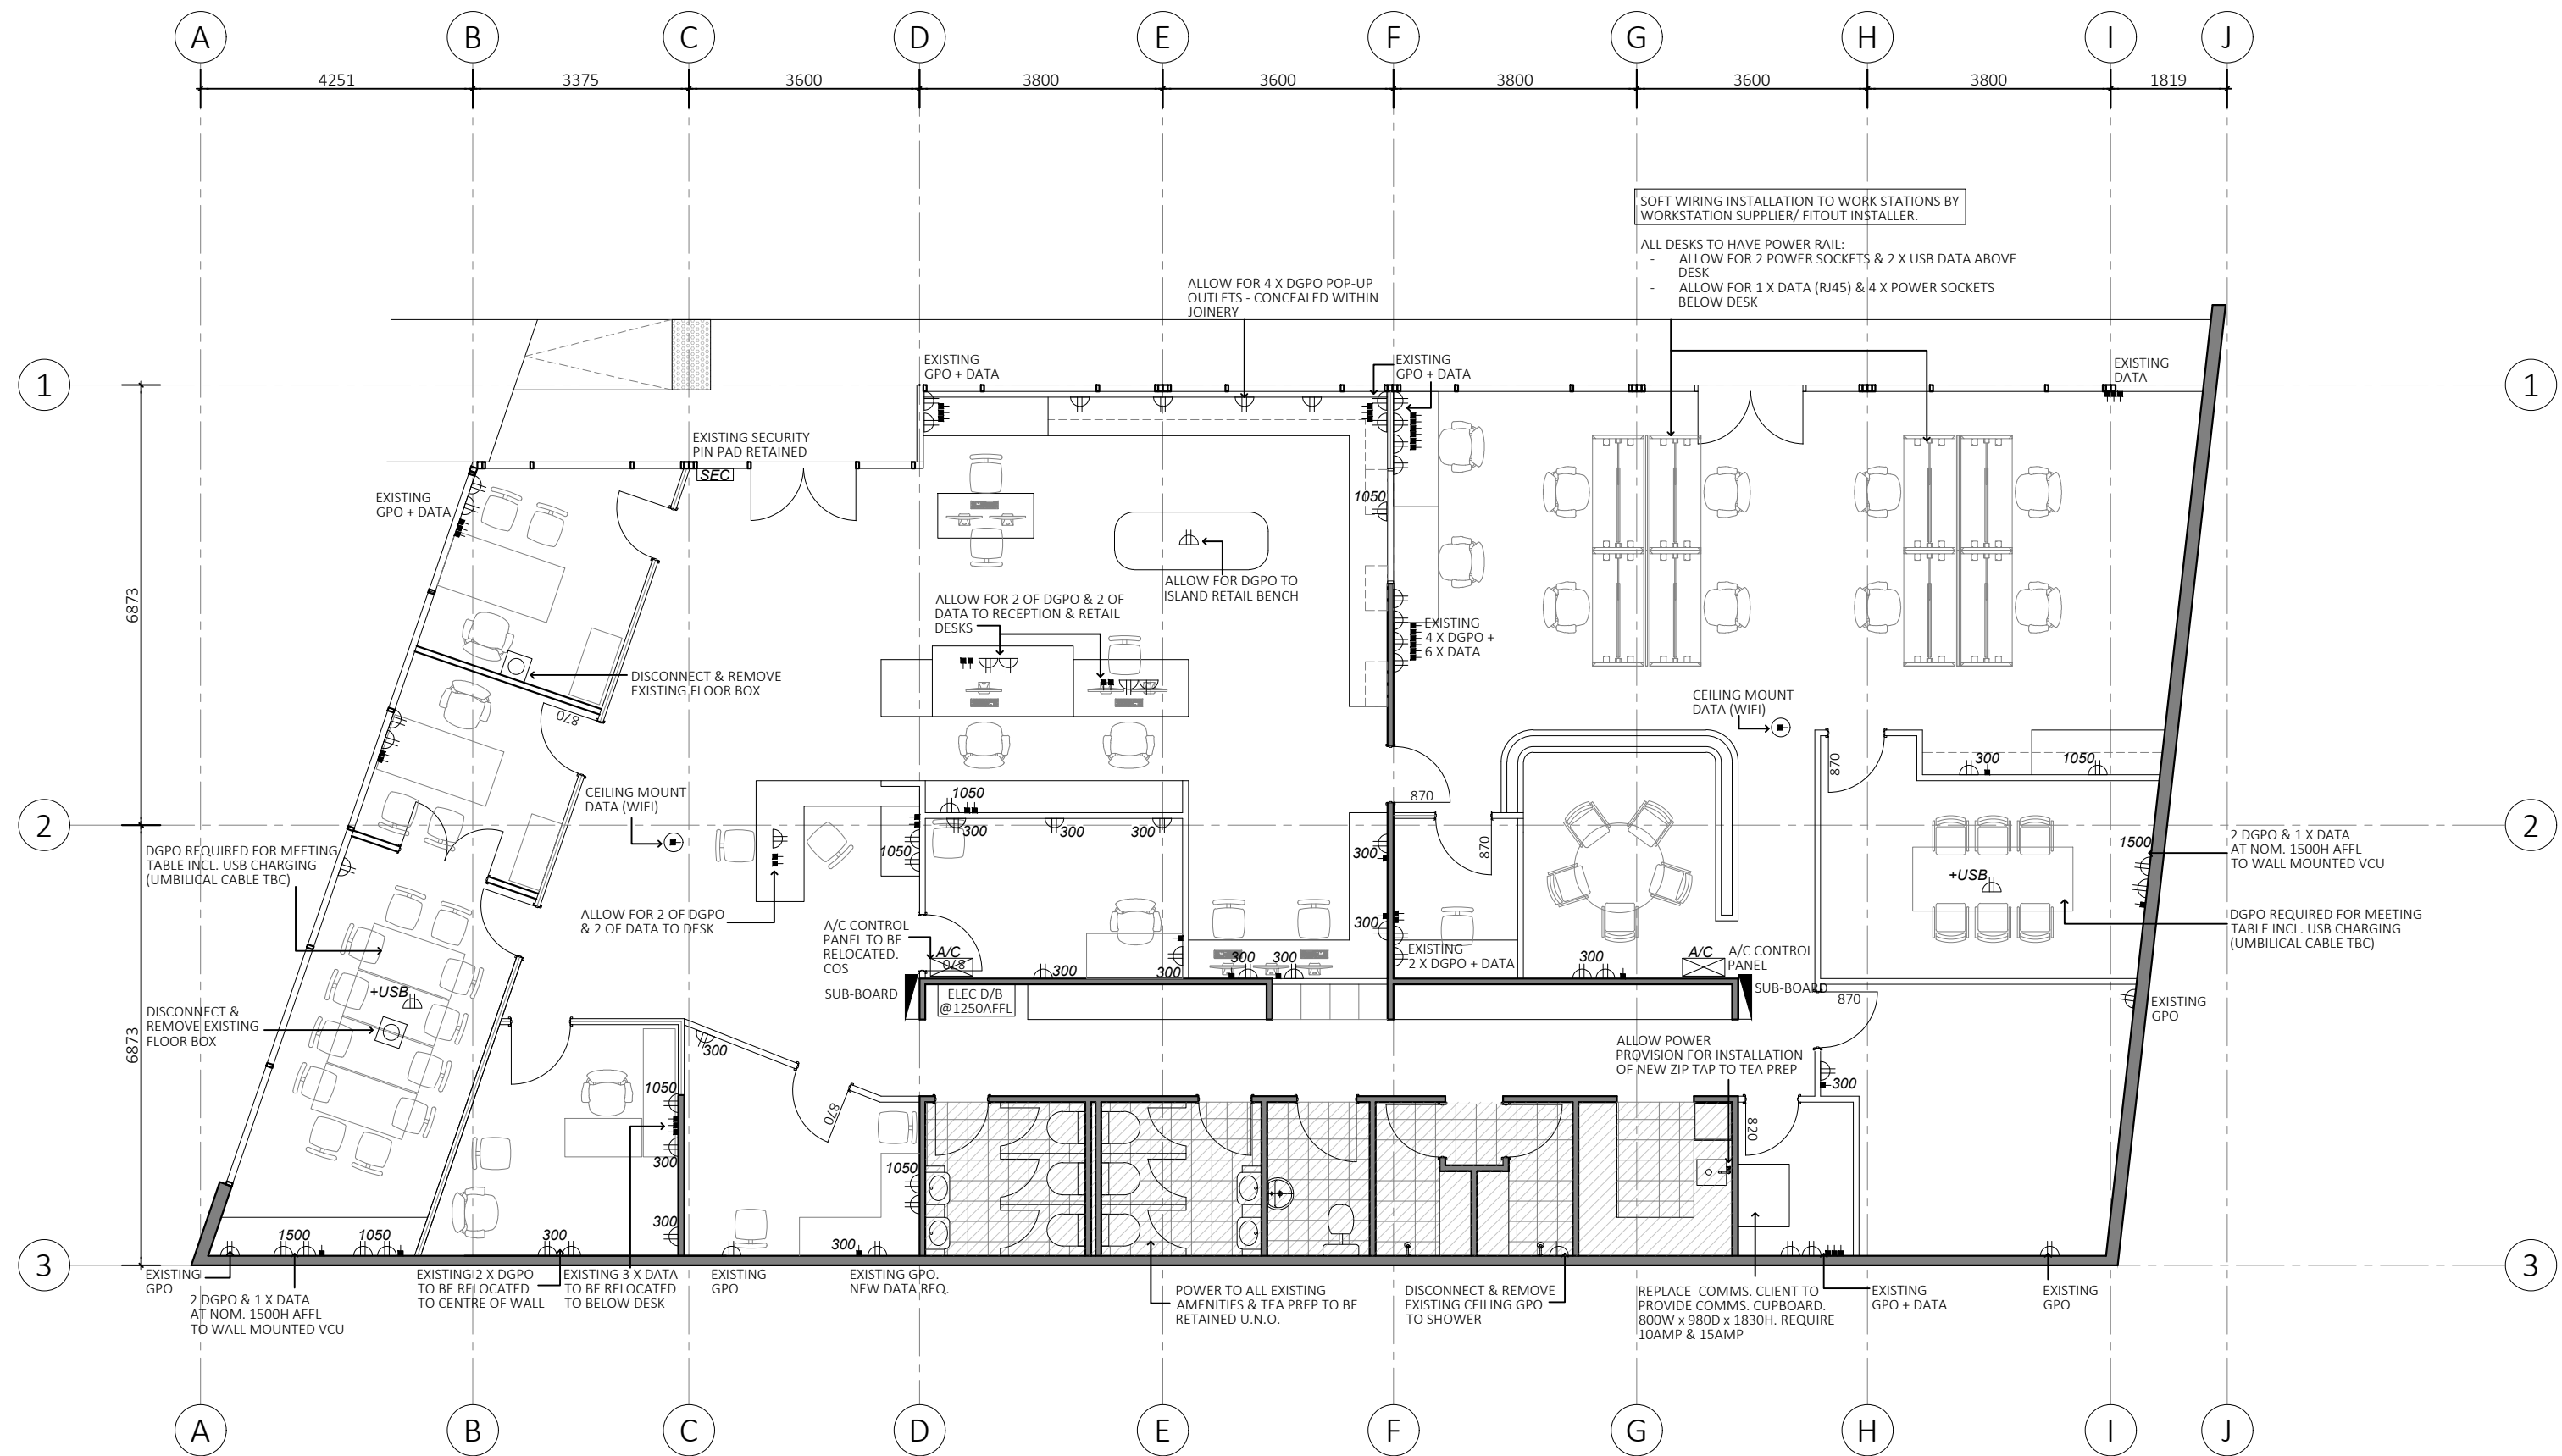 A
B
C
D
E
F
G
H
I
J
4251
3375
3600
3800
3600
3800
3600
3800
1819
SOFT WIRING INSTALLATION TO WORK STATIONS BY
WORKSTATION SUPPLIER/ FITOUT INSTALLER.
ALL DESKS TO HAVE POWER RAIL:
- ALLOW FOR 2 POWER SOCKETS & 2 X USB DATA ABOVE
DESK
- ALLOW FOR 1 X DATA (RJ45) & 4 X POWER SOCKETS
BELOW DESK
ALLOW FOR 4 X DGPO POP-UP
OUTLETS - CONCEALED WITHIN
JOINERY
EXISTING
GPO + DATA
EXISTING
GPO + DATA
EXISTING
DATA
1
1
EXISTING SECURITY
PIN PAD RETAINED
SEC
EXISTING
GPO + DATA
1050
ALLOW FOR DGPO TO
ISLAND RETAIL BENCH
ALLOW FOR 2 OF DGPO & 2 OF
DATA TO RECEPTION & RETAIL
DESKS
6873
EXISTING
4 X DGPO +
6 X DATA
DISCONNECT & REMOVE
EXISTING FLOOR BOX
870
CEILING MOUNT
DATA (WIFI)
870
300
1050
CEILING MOUNT
DATA (WIFI)
1050
870
2
2
300
300
300
DGPO REQUIRED FOR MEETING
TABLE INCL. USB CHARGING
(UMBILICAL CABLE TBC)
1050
300
870
1500
2 DGPO & 1 X DATA
AT NOM. 1500H AFFL
TO WALL MOUNTED VCU
+USB
ALLOW FOR 2 OF DGPO
& 2 OF DATA TO DESK
A/C CONTROL
PANEL TO BE
RELOCATED.
COS
A/C
870
300
DGPO REQUIRED FOR MEETING
TABLE INCL. USB CHARGING
(UMBILICAL CABLE TBC)
EXISTING
2 X DGPO + DATA
300
300
300
300
300
A/C
A/C CONTROL
PANEL
+USB
SUB-BOARD
ELEC D/B
@1250AFFL
SUB-BOARD
870
EXISTING
GPO
DISCONNECT &
REMOVE EXISTING
FLOOR BOX
6873
300
ALLOW POWER
PROVISION FOR INSTALLATION
OF NEW ZIP TAP TO TEA PREP
300
1050
870
820
300
1050
300
1500
1050
300
300
3
3
EXISTING
GPO
2 DGPO & 1 X DATA
AT NOM. 1500H AFFL
TO WALL MOUNTED VCU
EXISTING 2 X DGPO
TO BE RELOCATED
TO CENTRE OF WALL
EXISTING 3 X DATA
TO BE RELOCATED
TO BELOW DESK
EXISTING
GPO
EXISTING GPO.
NEW DATA REQ.
POWER TO ALL EXISTING
AMENITIES & TEA PREP TO BE
RETAINED U.N.O.
DISCONNECT & REMOVE
EXISTING CEILING GPO
TO SHOWER
REPLACE COMMS. CLIENT TO
PROVIDE COMMS. CUPBOARD.
800W x 980D x 1830H. REQUIRE
10AMP & 15AMP
EXISTING
GPO + DATA
EXISTING
GPO
A
B
C
D
E
F
G
H
I
J